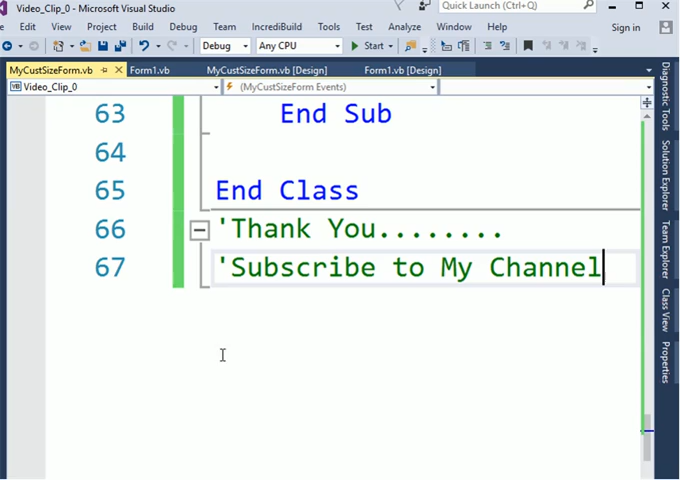 Video_Clip_0 - Microsoft Visual Studio
Quick Launch (Ctrl+Q)
Edit View Project Build Debug Team IncrediBuild Tools Test Analyze Window Help
Sign in
Debug Any CPU Start
MyCustSizeForm.vb Form1.vb MyCustSizeForm.vb [Design] Form1.vb [Design]
VB Video_Clip_0 (MyCustSizeForm Events)
63 End Sub
64
65 End Class
66 'Thank You........
67 'Subscribe to My Channel
Diagnostic Tools
Solution Explorer
Team Explorer
Class View
Properties